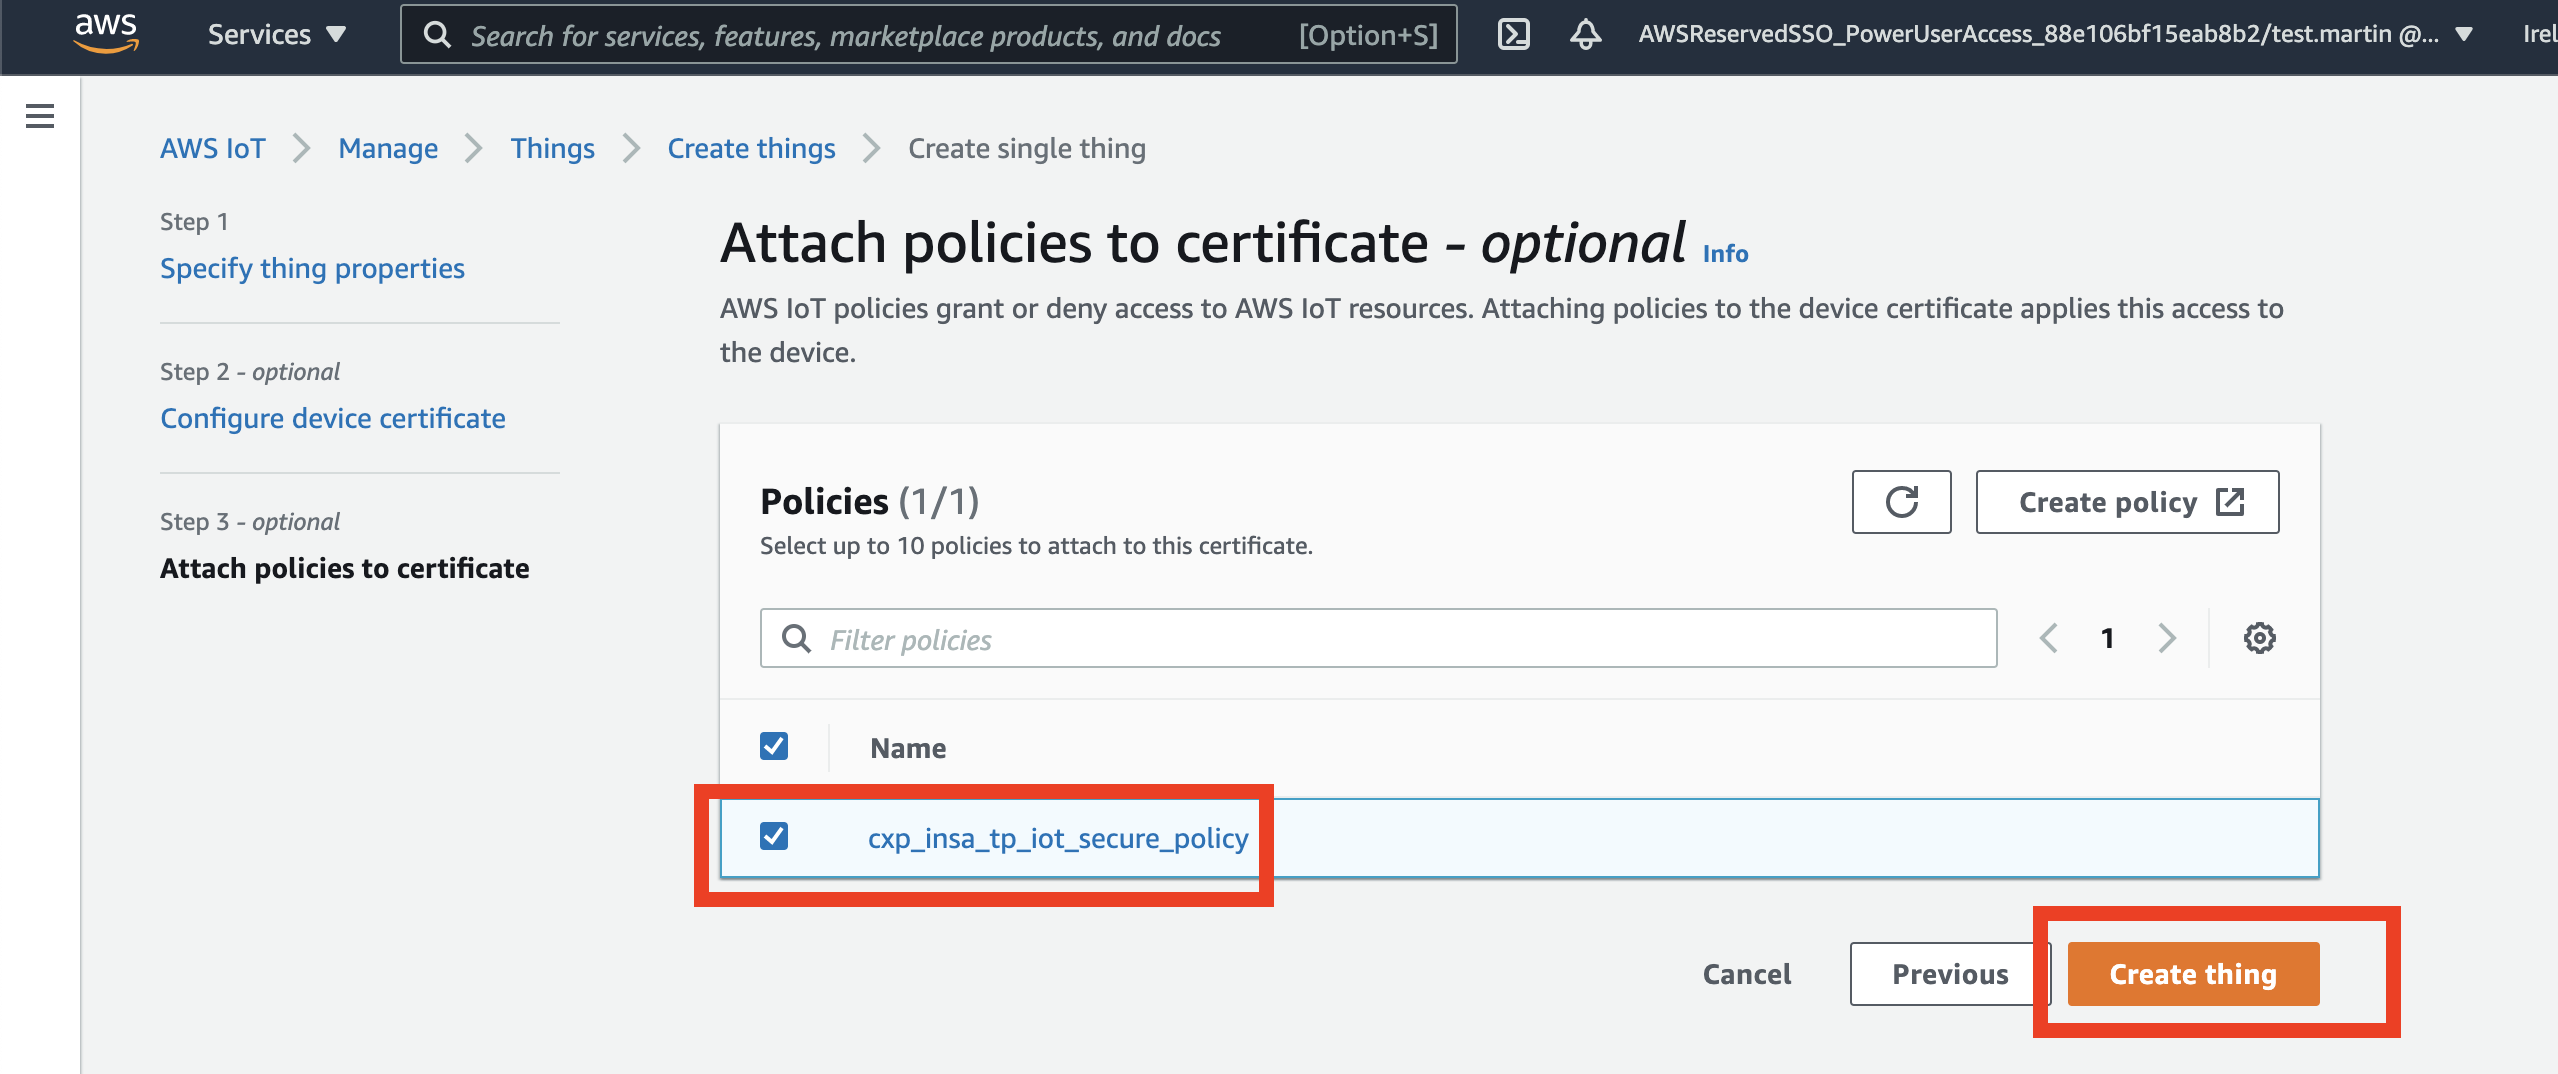 aws
Services
Search for services, features, marketplace products, and docs
[Option+S]
AWSReservedSSO_PowerUserAccess_88e106bf15eab8b2/test.martin @...
Irel
AWS IoT
Manage
Things
Create things
Create single thing
Step 1
Specify thing properties
Step 2 - optional
Configure device certificate
Step 3 - optional
Attach policies to certificate
Attach policies to certificate - optional Info
AWS IoT policies grant or deny access to AWS IoT resources. Attaching policies to the device certificate applies this access to
the device.
Policies (1/1)
Select up to 10 policies to attach to this certificate.
Create policy
Filter policies
1
Name
cxp_insa_tp_iot_secure_policy
Cancel
Previous
Create thing